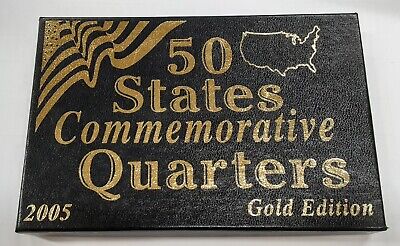 50
States
Commemorative
Quarters
2005 Gold Edition